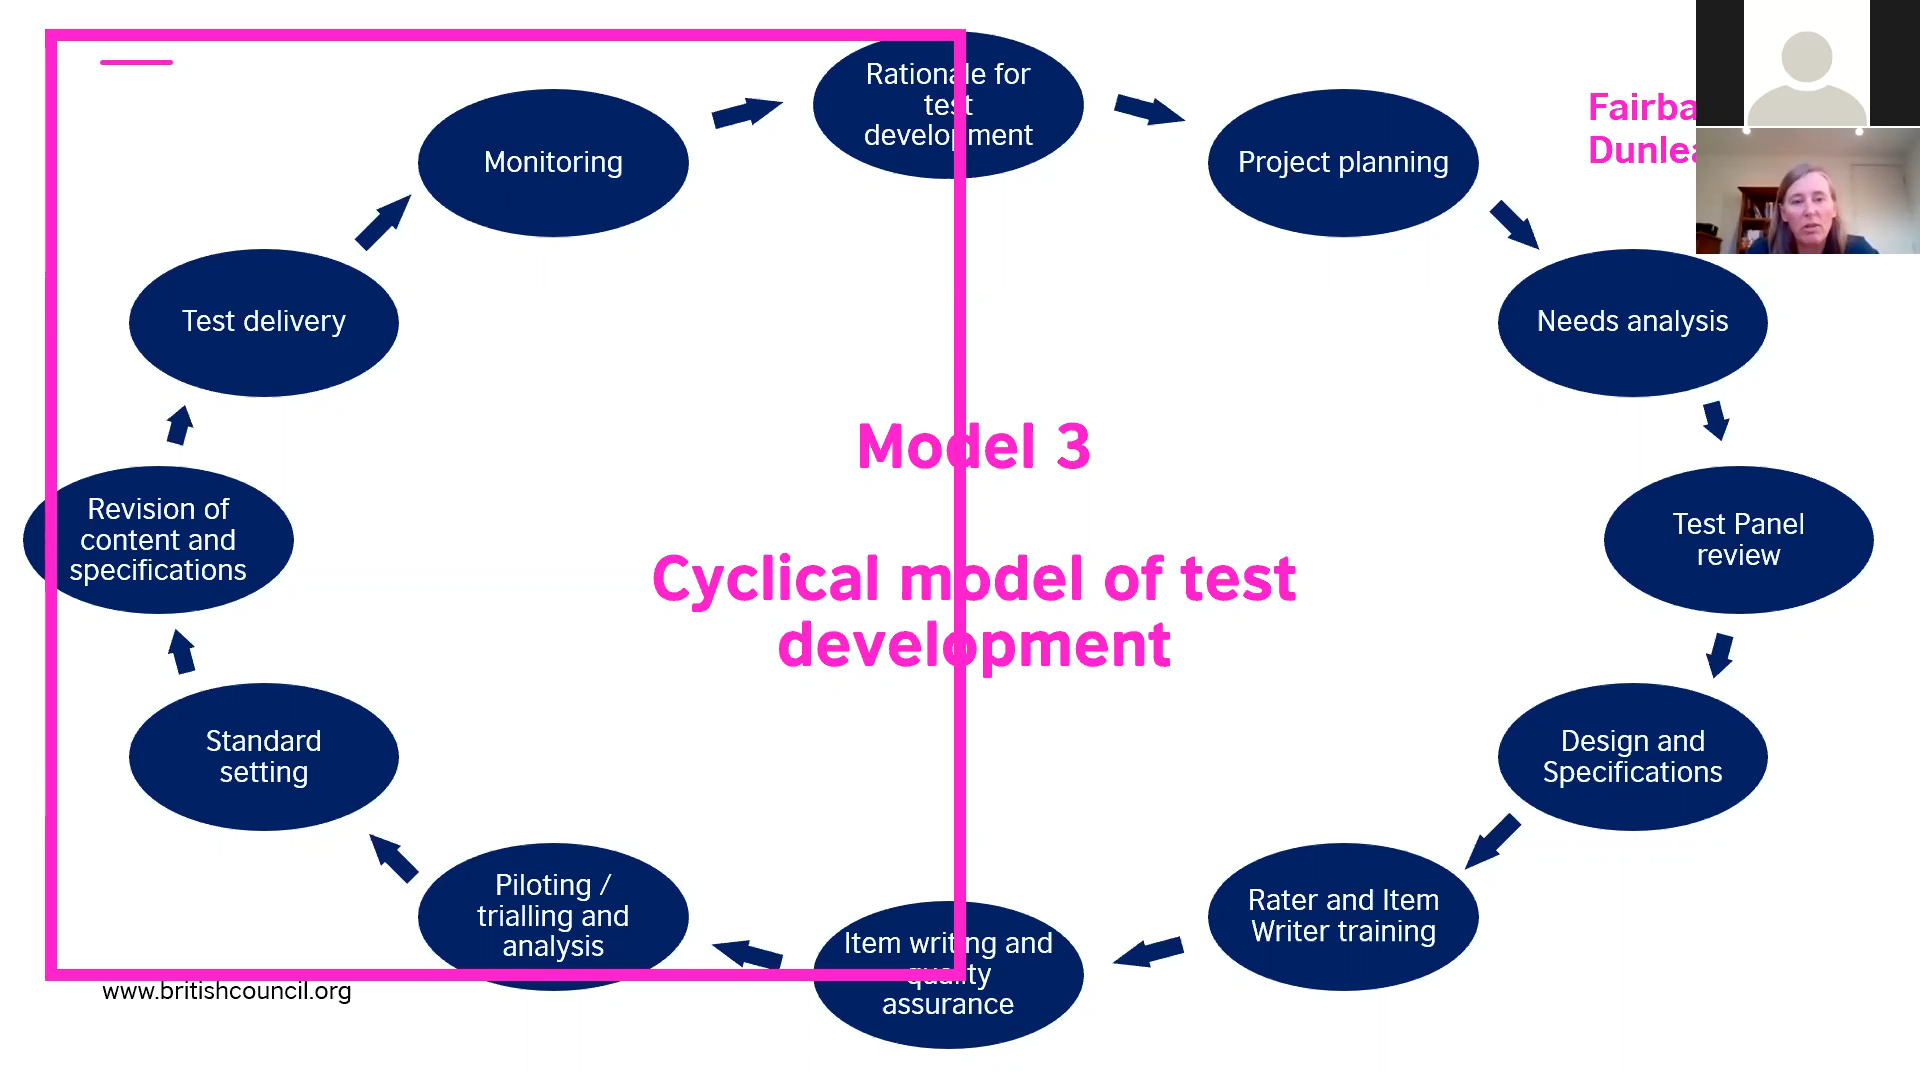 Rationale for
test
development
Project planning
Needs analysis
Test Panel
review
Design and
Specifications
Rater and Item
Writer training
Item writing and
quality
assurance
Piloting /
trialling and
analysis
Standard
setting
Revision of
content and
specifications
Test delivery
Monitoring
Model 3
Cyclical model of test
development
www.britishcouncil.org